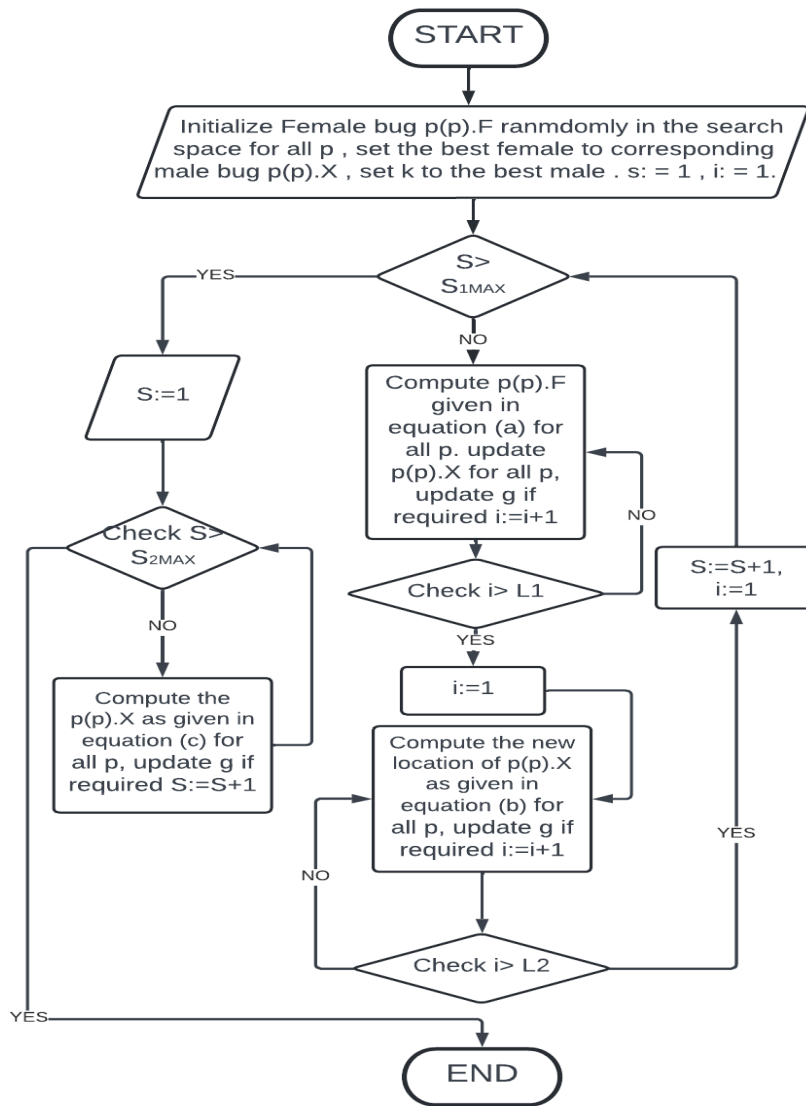 START
Initialize Female bug p(p).F ranmdomly in the search
space for all p , set the best female to corresponding
male bug p(p).X , set k to the best male . s: = 1 , i: = 1.
S>
S1MAX
YES
NO
S:=1
Compute p(p).F
given in
equation (a) for
all p. update
p(p).X for all p,
update g if
required i:=i+1
NO
Check S>
S2MAX
S:=S+1,
i:=1
Check i> L1
NO
YES
i:=1
Compute the
p(p).X as given in
equation (c) for
all p, update g if
required S:=S+1
Compute the new
location of p(p).X
as given in
equation (b) for
all p, update g if
required i:=i+1
YES
NO
Check i> L2
YES
END